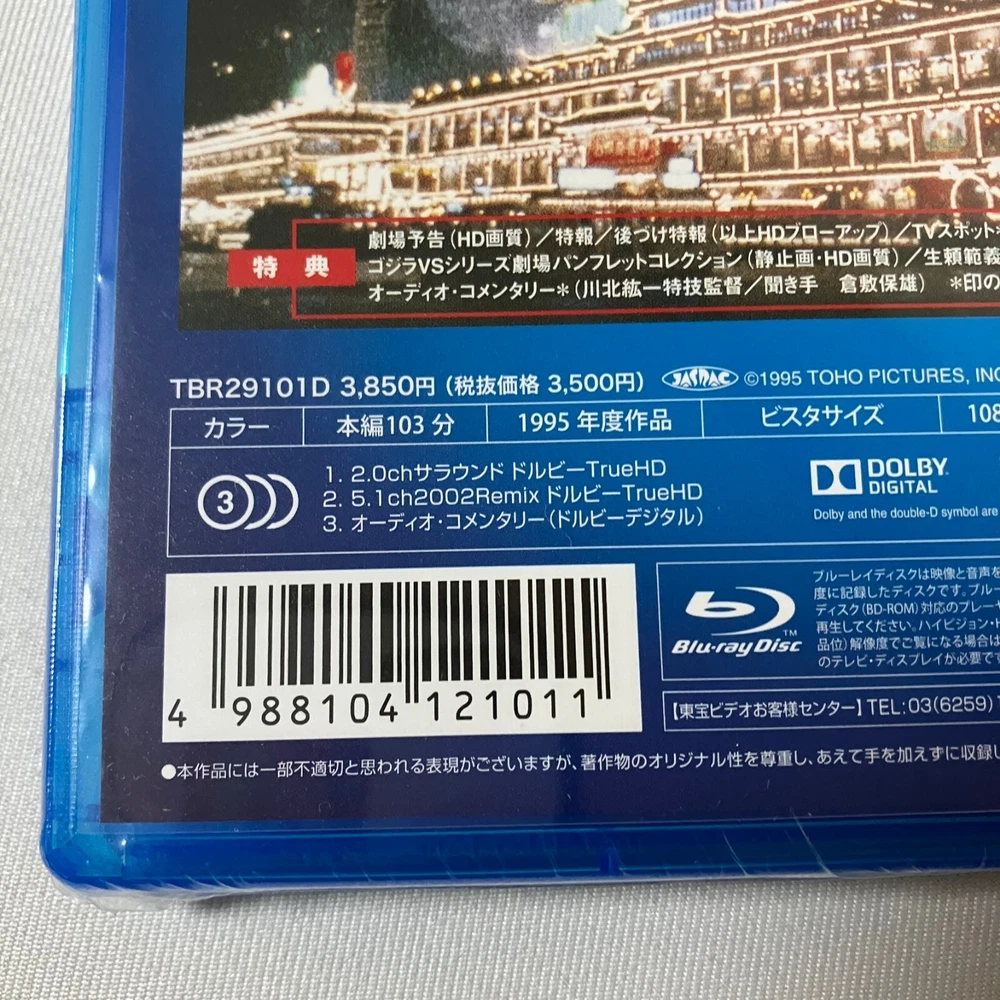 劇場予告(HD画質)/特報/後づけ特報(以上HDブローアップ)/TVスポット*
特典 ゴジラVSシリーズ劇場パンフレットコレクション(静止画・HD画質)/生頼範義
オーディオ・コメンタリー*(川北紘一特技監督/聞き手 倉敷保雄) *印の
TBR29101D 3,850円(税抜価格 3,500円) JASRAC ©1995 TOHO PICTURES, INC
カラー 本編103分 1995年度作品 ビスタサイズ 108
3
1. 2.0chサラウンド ドルビーTrueHD
2. 5.1ch2002Remix ドルビーTrueHD
3. オーディオ・コメンタリー(ドルビーデジタル)
DOLBY
DIGITAL
Dolby and the double-D symbol are
4 988104 121011
Blu-ray Disc TM
ブルーレイディスクは映像と音声を
度に記録したディスクです。ブルー
ディスク(BD-ROM)対応のプレーヤ
再生してください。ハイビジョン・
品位)解像度でご覧になる場合は
のテレビ・ディスプレイが必要です
【東宝ビデオお客様センター】TEL:03(6259)
●本作品には一部不適切と思われる表現がございますが、著作物のオリジナル性を尊重し、あえて手を加えずに収録し